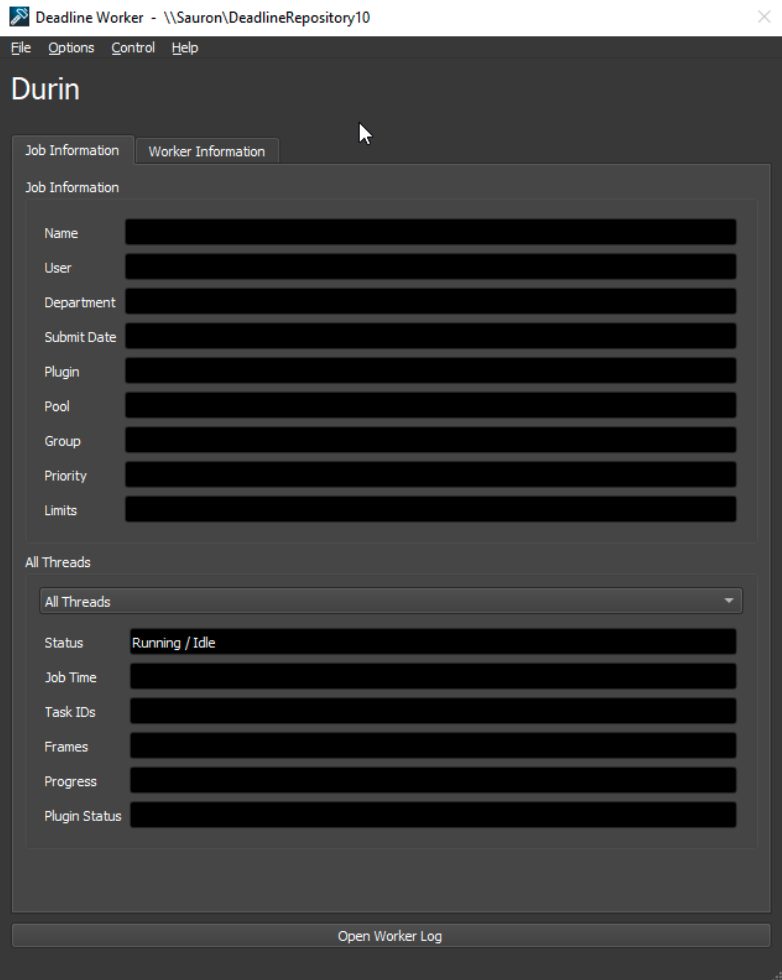 Deadline Worker - \\Sauron\DeadlineRepository10
File Options Control Help
Durin
Job Information Worker Information
Job Information
Name
User
Department
Submit Date
Plugin
Pool
Group
Priority
Limits
All Threads
All Threads
Status Running / Idle
Job Time
Task IDs
Frames
Progress
Plugin Status
Open Worker Log